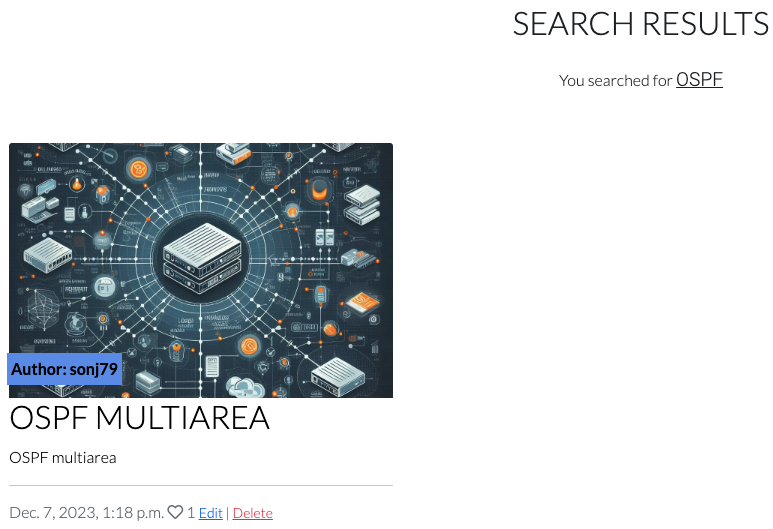 SEARCH RESULTS
You searched for OSPF
Author: sonj79
OSPF MULTIAREA
OSPF multiarea
Dec. 7, 2023, 1:18 p.m. 1 Edit | Delete